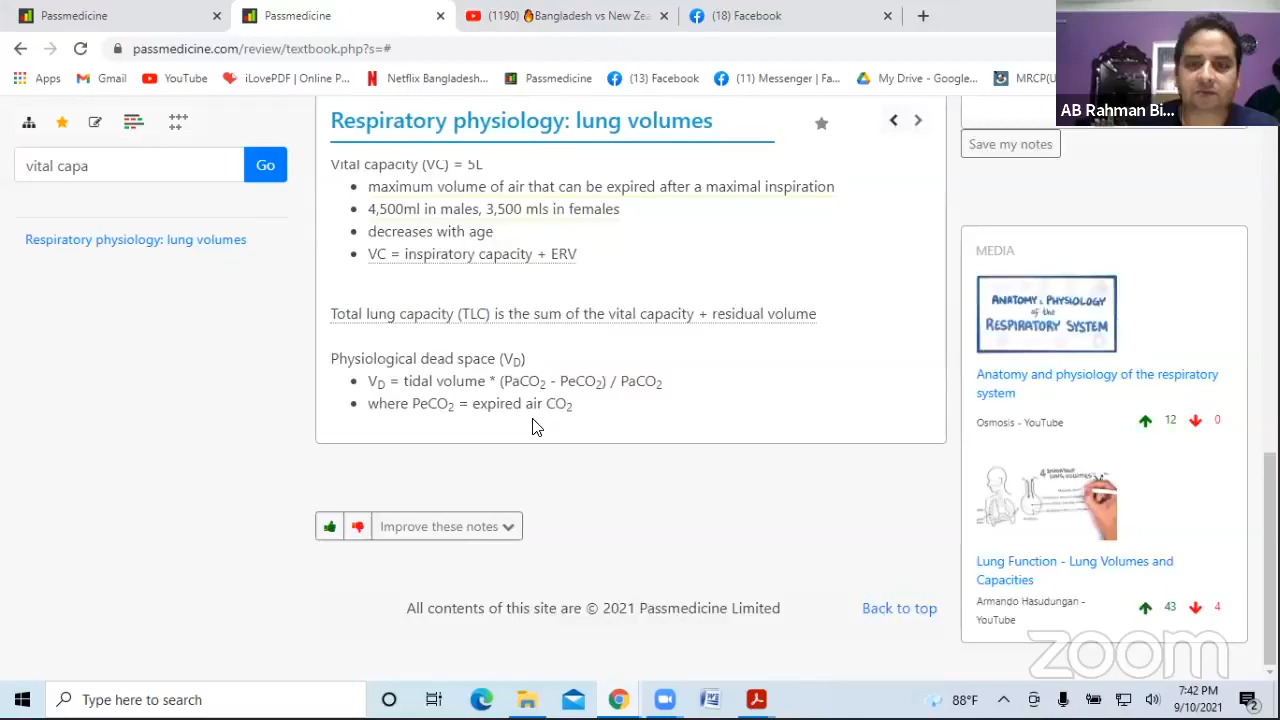 Passmedicine
Passmedicine
(1190) 🔥Bangladesh vs New Zea
(18) Facebook
passmedicine.com/review/textbook.php?s=#
Apps
Gmail
YouTube
iLovePDF | Online P...
Netflix Bangladesh...
Passmedicine
(13) Facebook
(11) Messenger | Fa...
My Drive - Google...
MRCP(U
AB Rahman Bi...
vital capa
Go
Respiratory physiology: lung volumes
Respiratory physiology: lung volumes
Vital capacity (VC) = 5L
• maximum volume of air that can be expired after a maximal inspiration
• 4,500ml in males, 3,500 mls in females
• decreases with age
• VC = inspiratory capacity + ERV
Total lung capacity (TLC) is the sum of the vital capacity + residual volume
Physiological dead space (VD)
• VD = tidal volume * (PaCO2 - PeCO2) / PaCO2
• where PeCO2 = expired air CO2
Improve these notes
All contents of this site are © 2021 Passmedicine Limited
Back to top
Save my notes
MEDIA
ANATOMY & PHYSIOLOGY
of the
RESPIRATORY SYSTEM
Anatomy and physiology of the respiratory
system
Osmosis - YouTube
12
0
Lung Function - Lung Volumes and
Capacities
Armando Hasudungan -
YouTube
43
4
zoom
Type here to search
88°F
7:42 PM
9/10/2021
2